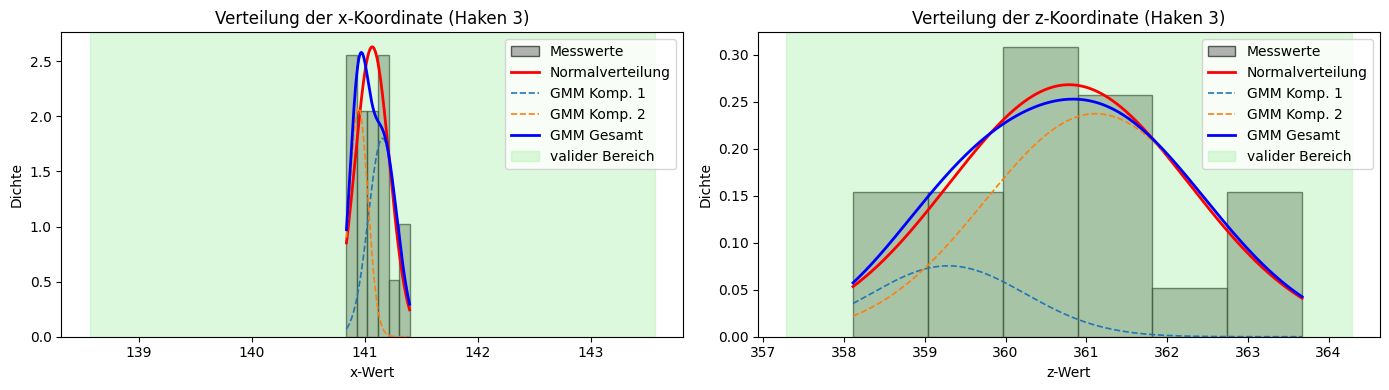 Verteilung der x-Koordinate (Haken 3)
Dichte
2.5
2.0
1.5
1.0
0.5
0.0
139
140
141
142
143
x-Wert
Messwerte
Normalverteilung
GMM Komp. 1
GMM Komp. 2
GMM Gesamt
valider Bereich
Verteilung der z-Koordinate (Haken 3)
Dichte
0.30
0.25
0.20
0.15
0.10
0.05
0.00
357
358
359
360
361
362
363
364
z-Wert
Messwerte
Normalverteilung
GMM Komp. 1
GMM Komp. 2
GMM Gesamt
valider Bereich